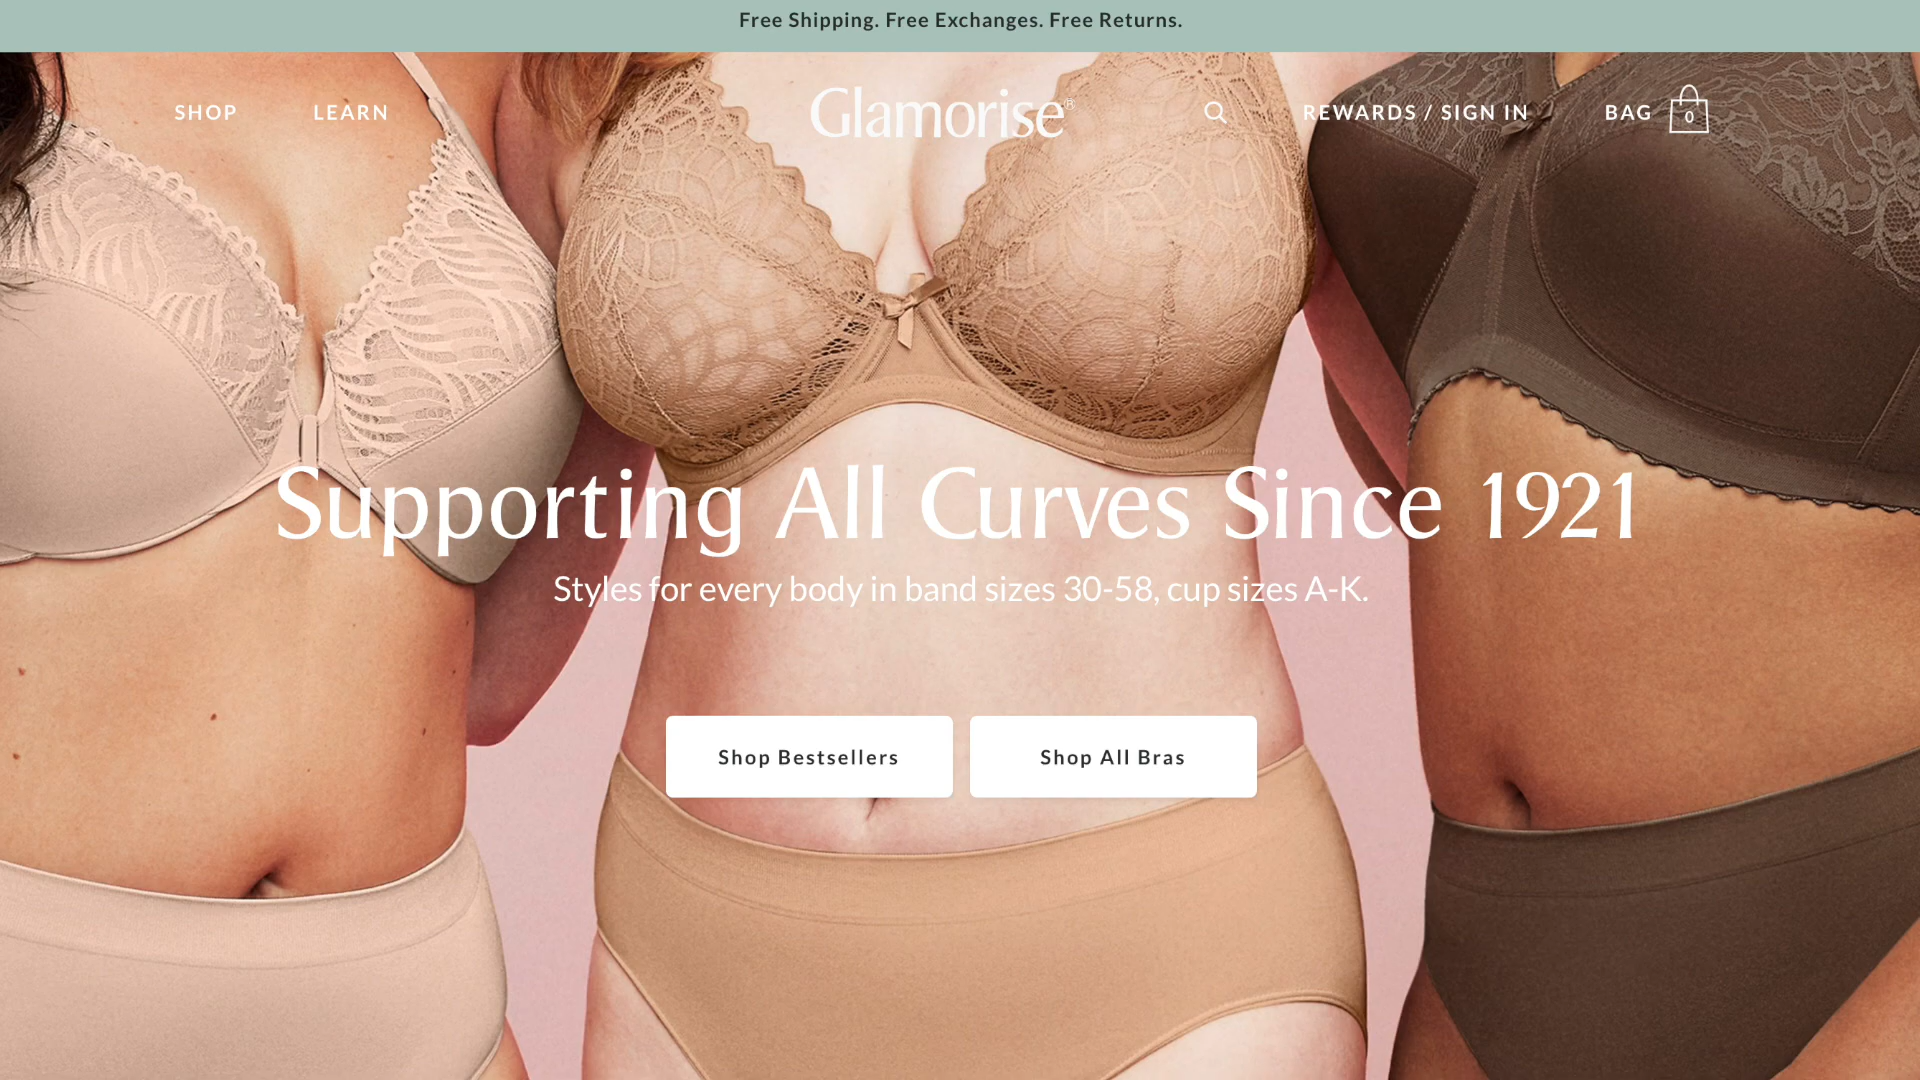 Free Shipping. Free Exchanges. Free Returns.
SHOP
LEARN
Glamorise®
REWARDS / SIGN IN
BAG
0
Supporting All Curves Since 1921
Styles for every body in band sizes 30-58, cup sizes A-K.
Shop Bestsellers
Shop All Bras